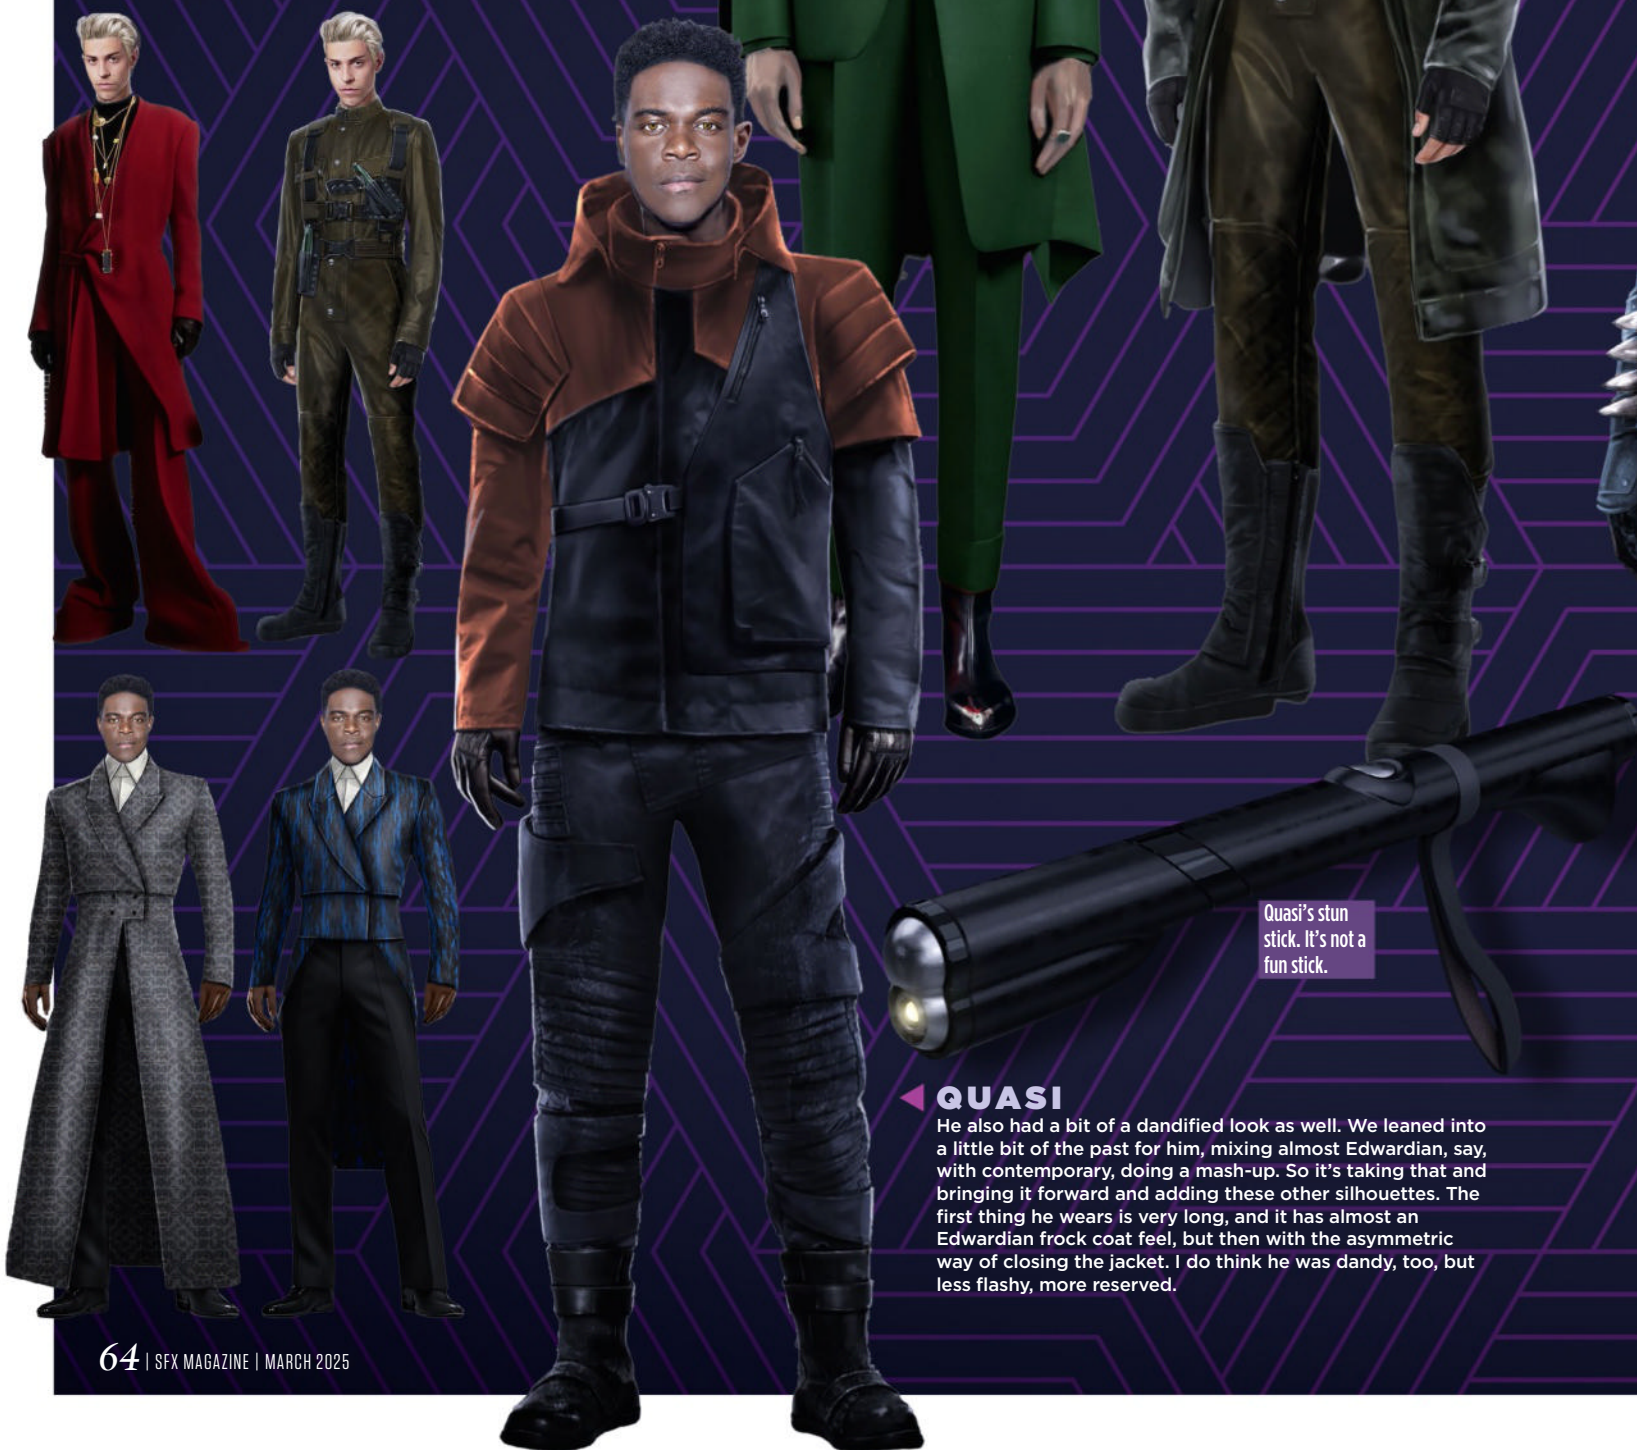 Quasi's stun
stick. It's not a
fun stick.
QUASI
He also had a bit of a dandified look as well. We leaned into
a little bit of the past for him, mixing almost Edwardian, say,
with contemporary, doing a mash-up. So it's taking that and
bringing it forward and adding these other silhouettes. The
first thing he wears is very long, and it has almost an
Edwardian frock coat feel, but then with the asymmetric
way of closing the jacket. I do think he was dandy, too, but
less flashy, more reserved.
64 | SFX MAGAZINE | MARCH 2025